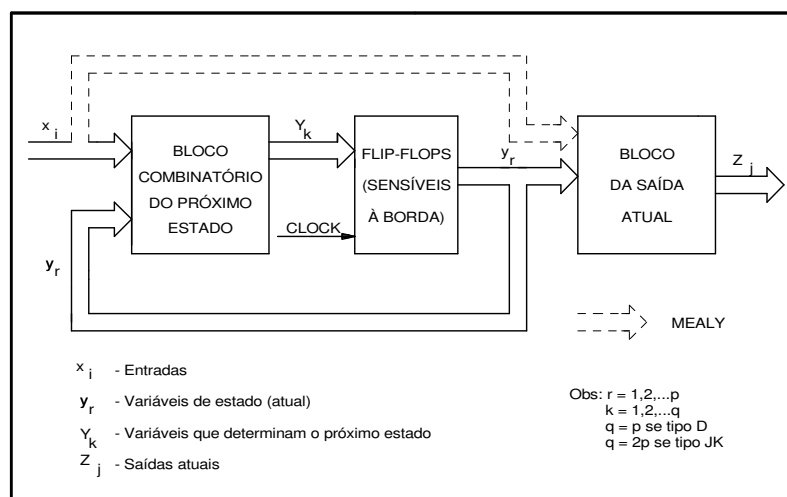 x i
BLOCO
COMBINATÓRIO
DO PRÓXIMO
ESTADO
Y k
CLOCK
FLIP-FLOPS
(SENSÍVEIS
À BORDA)
y r
BLOCO
DA SAÍDA
ATUAL
Z j
y r
MEALY
x i - Entradas
y r - Variáveis de estado (atual)
Y k - Variáveis que determinam o próximo estado
Z j - Saídas atuais
Obs: r = 1,2,...p
k = 1,2,...q
q = p se tipo D
q = 2p se tipo JK